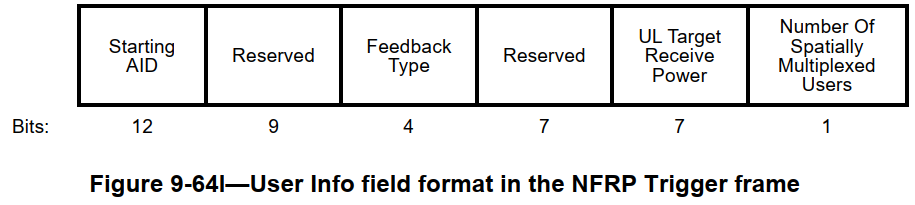 Starting
AID
Reserved
Feedback
Type
Reserved
UL Target
Receive
Power
Number Of
Spatially
Multiplexed
Users
Bits:
12
9
4
7
7
1
Figure 9-64l—User Info field format in the NFRP Trigger frame